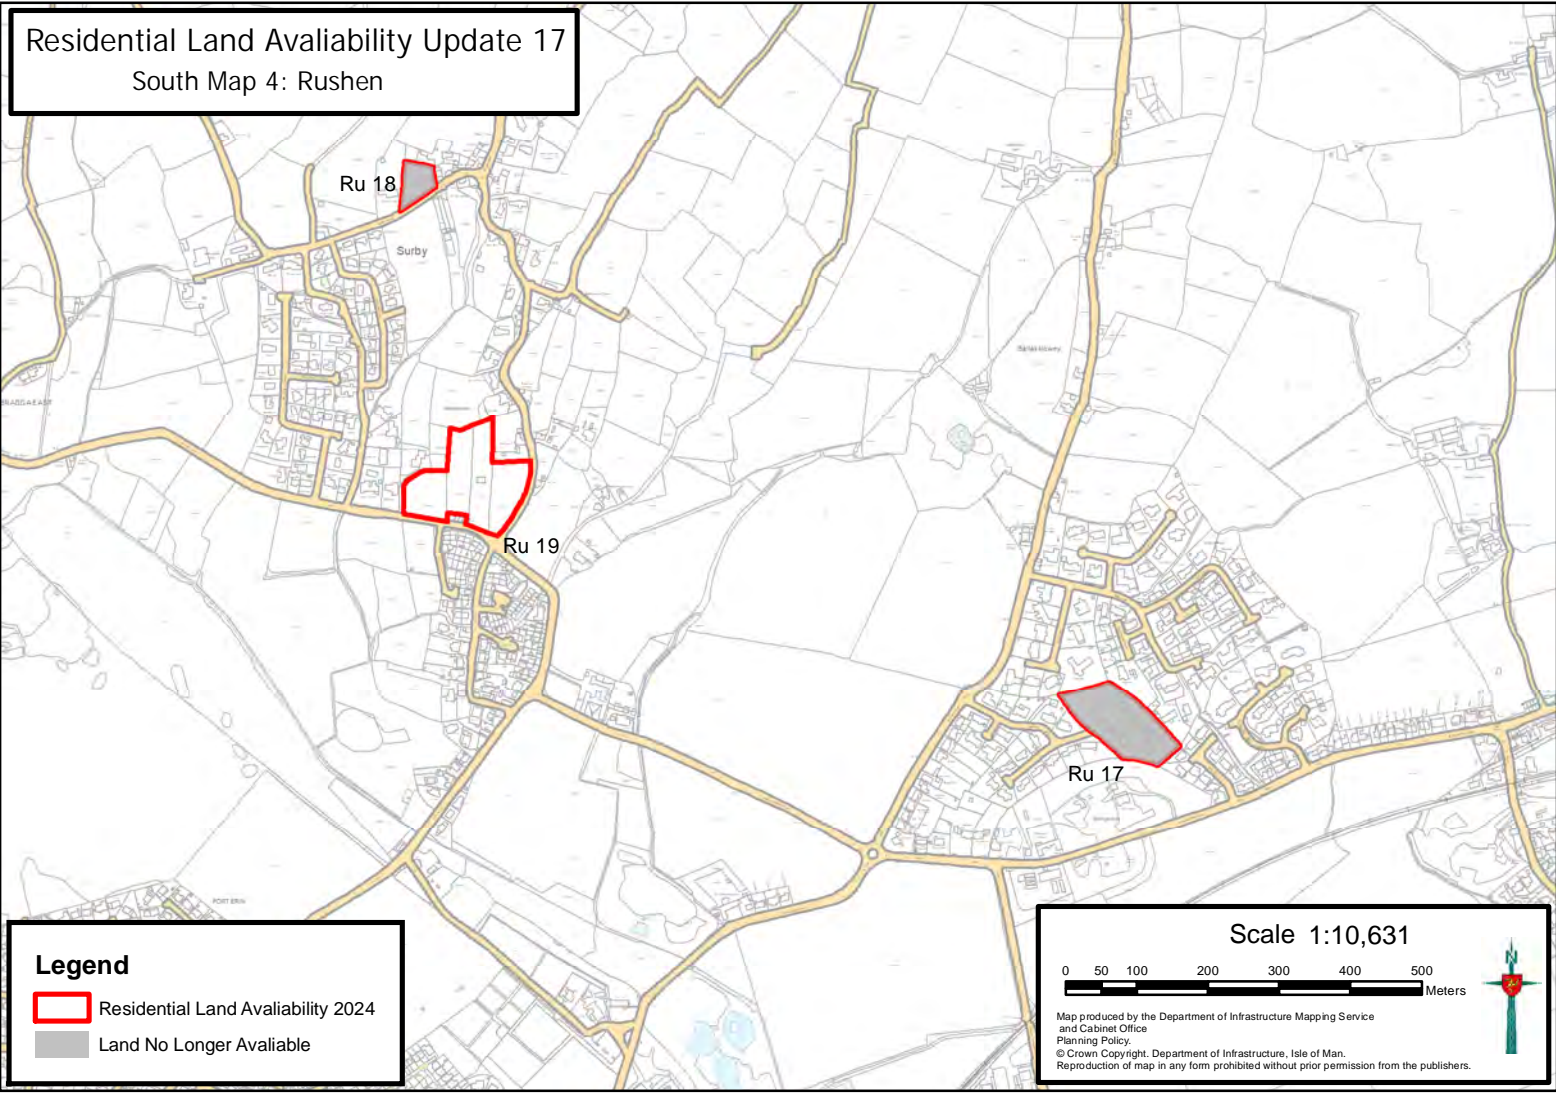 Residential Land Avaliability Update 17
South Map 4: Rushen
Ru 18
Surby
Ru 19
Ru 17
PORT ERIN
Legend
Residential Land Avaliability 2024
Land No Longer Avaliable
Scale 1:10,631
0 50 100 200 300 400 500
Meters
N
Map produced by the Department of Infrastructure Mapping Service
and Cabinet Office
Planning Policy.
© Crown Copyright. Department of Infrastructure, Isle of Man.
Reproduction of map in any form prohibited without prior permission from the publishers.